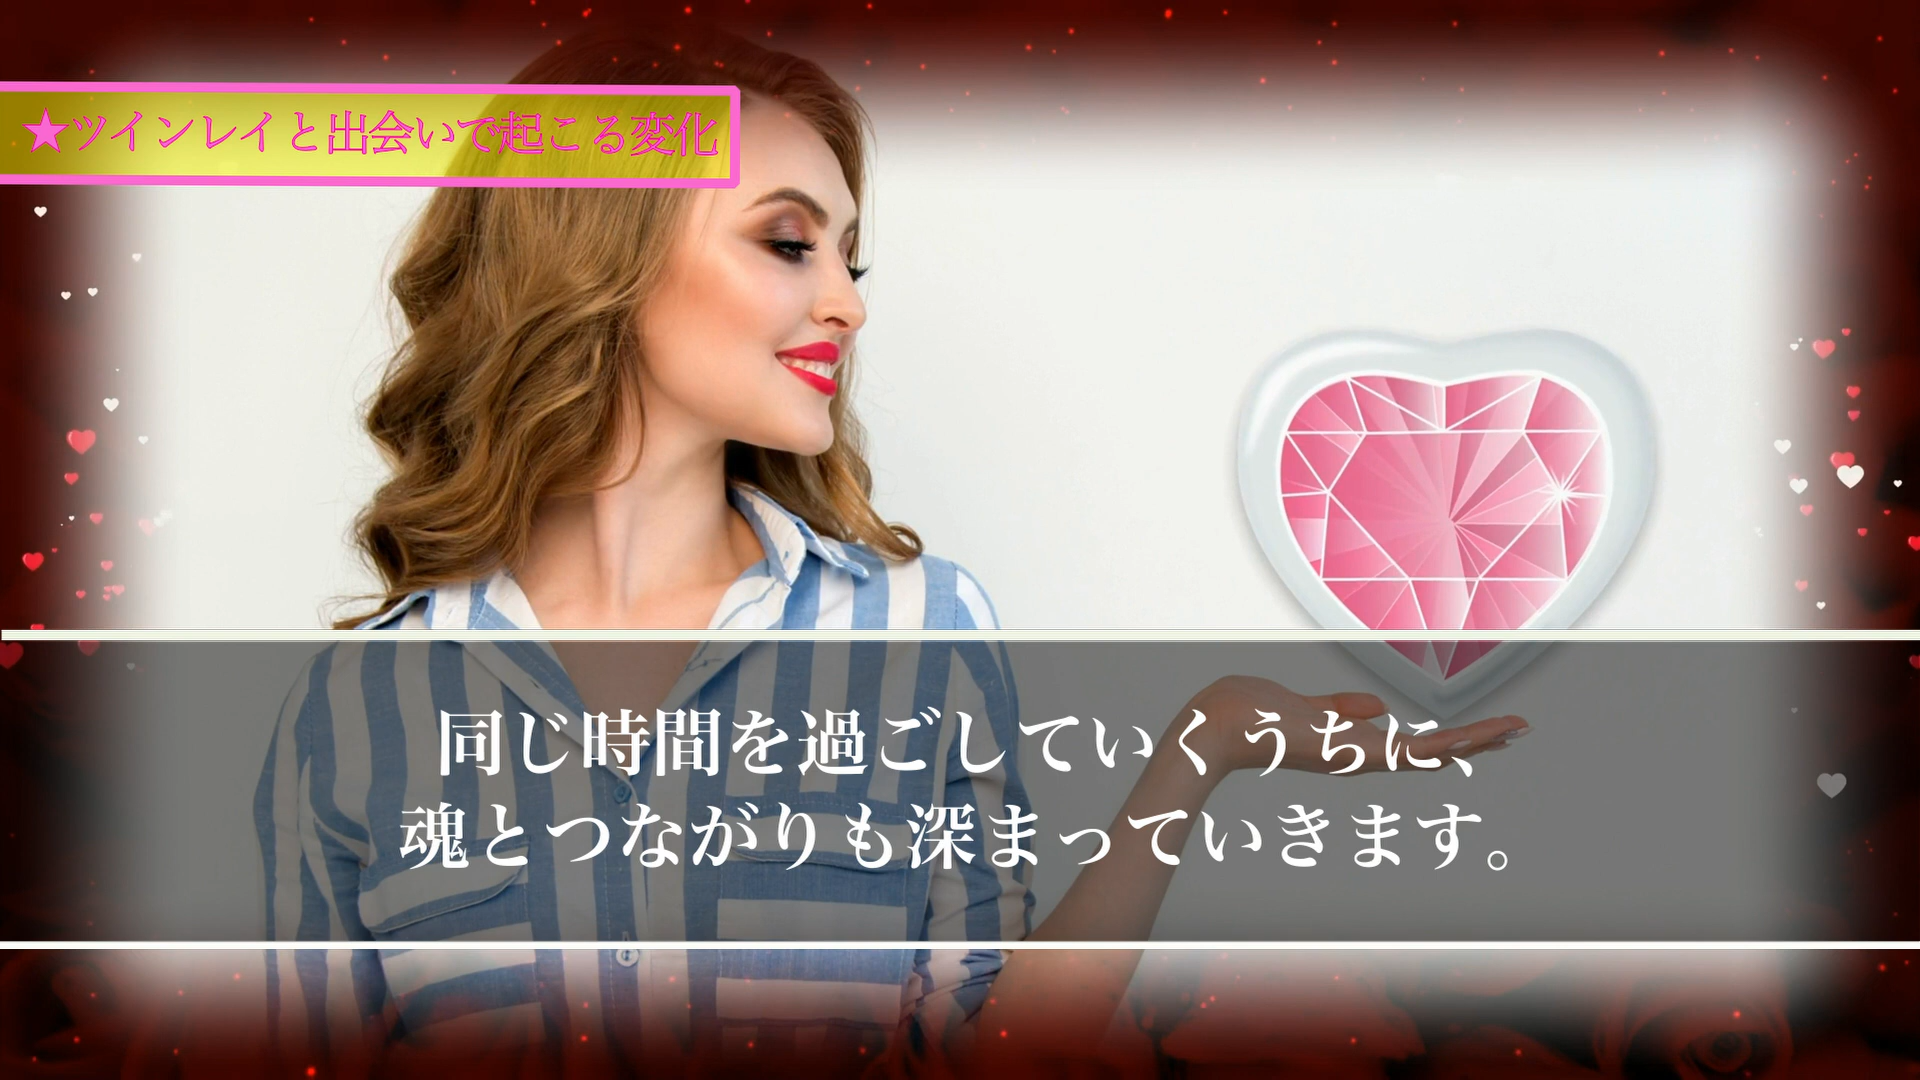 ★ツインレイと出会いで起こる変化
同じ時間を過ごしていくうちに、
魂とつながりも深まっていきます。